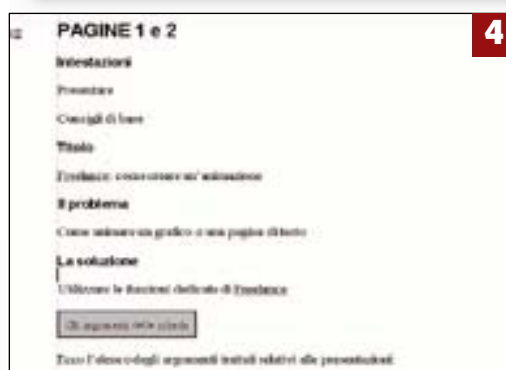 PAGINE 1 e 2
4
Intestazioni
Presentare
Consigli di base
Titolo
Freelance: come creare un'animazione
Il problema
Come animare un grafico o una pagina di testo
La soluzione
Utilizzare le funzioni dedicate di Freelance
Gli argomenti delle schede
Ecco l'elenco degli argomenti trattati relativi alle presentazioni